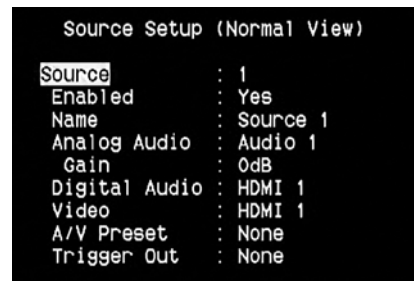 Source Setup (Normal View)
Source : 1
Enabled : Yes
Name : Source 1
Analog Audio : Audio 1
Gain : 0dB
Digital Audio : HDMI 1
Video : HDMI 1
A/V Preset : None
Trigger Out : None